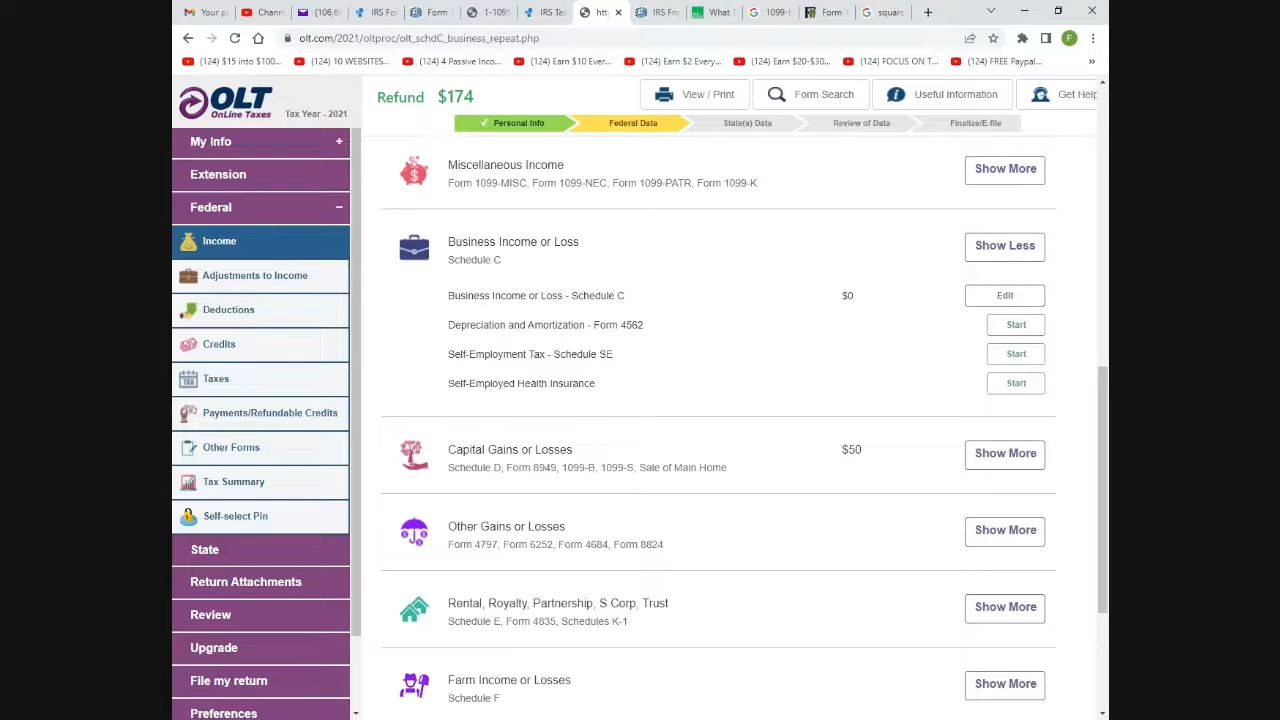 Your p
Chann
(106,6
IRS Fo
Form
1-1095
IRS Ta
htt
IRS Fre
What T
1099-I
Form
square
olt.com/2021/oltproc/olt_schdC_business_repeat.php
F
(124) $15 into $100...
(124) 10 WEBSITES...
(124) 4 Passive Inco...
(124) Earn $10 Ever...
(124) Earn $2 Every...
(124) Earn $20-$30...
(124) FOCUS ON T...
(124) FREE Paypal...
»
OLT
OnLine Taxes
Tax Year - 2021
Refund $174
View / Print
Form Search
Useful Information
Get Help
Personal Info
Federal Data
State(s) Data
Review of Data
Finalize/E-file
My Info +
Extension
Federal −
Income
Adjustments to Income
Deductions
Credits
Taxes
Payments/Refundable Credits
Other Forms
Tax Summary
Self-select Pin
State
Return Attachments
Review
Upgrade
File my return
Preferences
Miscellaneous Income
Form 1099-MISC, Form 1099-NEC, Form 1099-PATR, Form 1099-K
Show More
Business Income or Loss
Schedule C
Show Less
Business Income or Loss - Schedule C $0 Edit
Depreciation and Amortization - Form 4562 Start
Self-Employment Tax - Schedule SE Start
Self-Employed Health Insurance Start
Capital Gains or Losses $50 Show More
Schedule D, Form 8949, 1099-B, 1099-S, Sale of Main Home
Other Gains or Losses Show More
Form 4797, Form 6252, Form 4684, Form 8824
Rental, Royalty, Partnership, S Corp, Trust Show More
Schedule E, Form 4835, Schedules K-1
Farm Income or Losses Show More
Schedule F